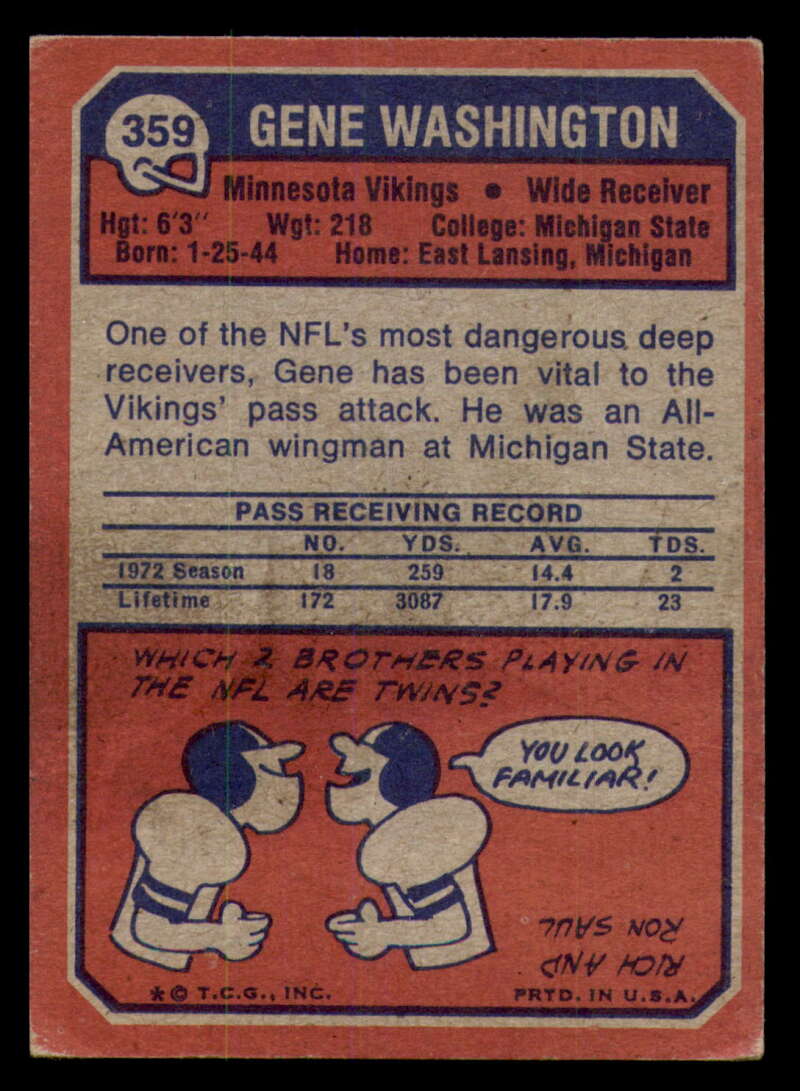 359 GENE WASHINGTON
Minnesota Vikings • Wide Receiver
Hgt: 6'3" Wgt: 218 College: Michigan State
Born: 1-25-44 Home: East Lansing, Michigan
One of the NFL's most dangerous deep
receivers, Gene has been vital to the
Vikings' pass attack. He was an All-
American wingman at Michigan State.
PASS RECEIVING RECORD
NO. YDS. AVG. TDS.
1972 Season 18 259 14.4 2
Lifetime 172 3087 17.9 23
WHICH 2 BROTHERS PLAYING IN
THE NFL ARE TWINS?
YOU LOOK
FAMILIAR!
RICH AND
RON SAUL
* © T.C.G., INC. PRTD. IN U.S.A.